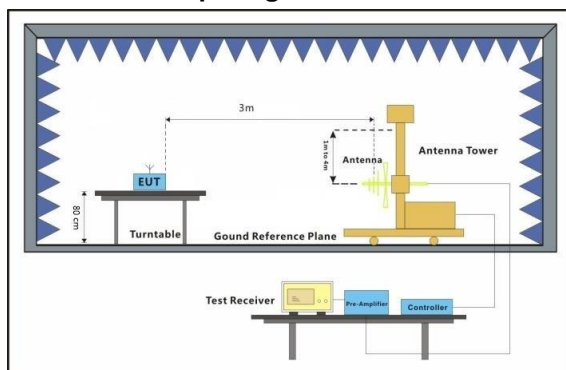 3m
1m to 4m
Antenna
Antenna Tower
EUT
80 cm
Turntable
Gound Reference Plane
Test Receiver
Pre-Amplifier
Controller